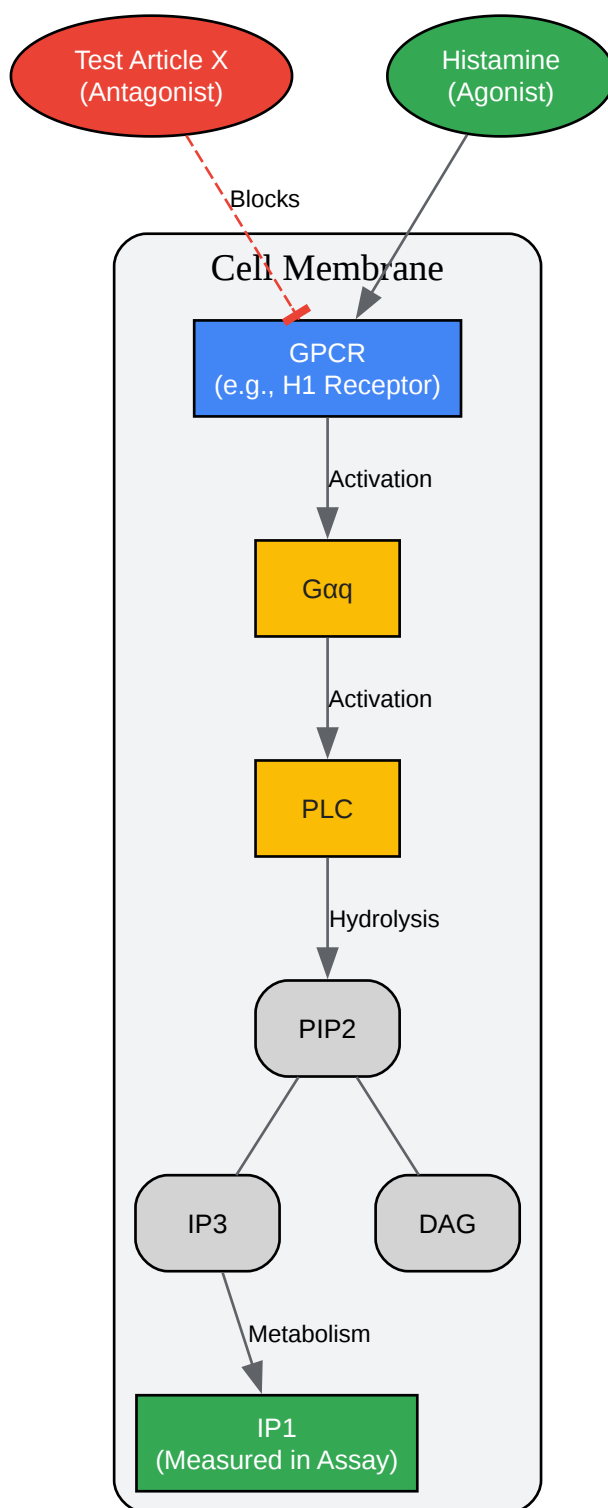 Test Article X
(Antagonist)
Histamine
(Agonist)
Blocks
Cell Membrane
GPCR
(e.g., H1 Receptor)
Activation
Gαq
Activation
PLC
Hydrolysis
PIP2
IP3
DAG
Metabolism
IP1
(Measured in Assay)